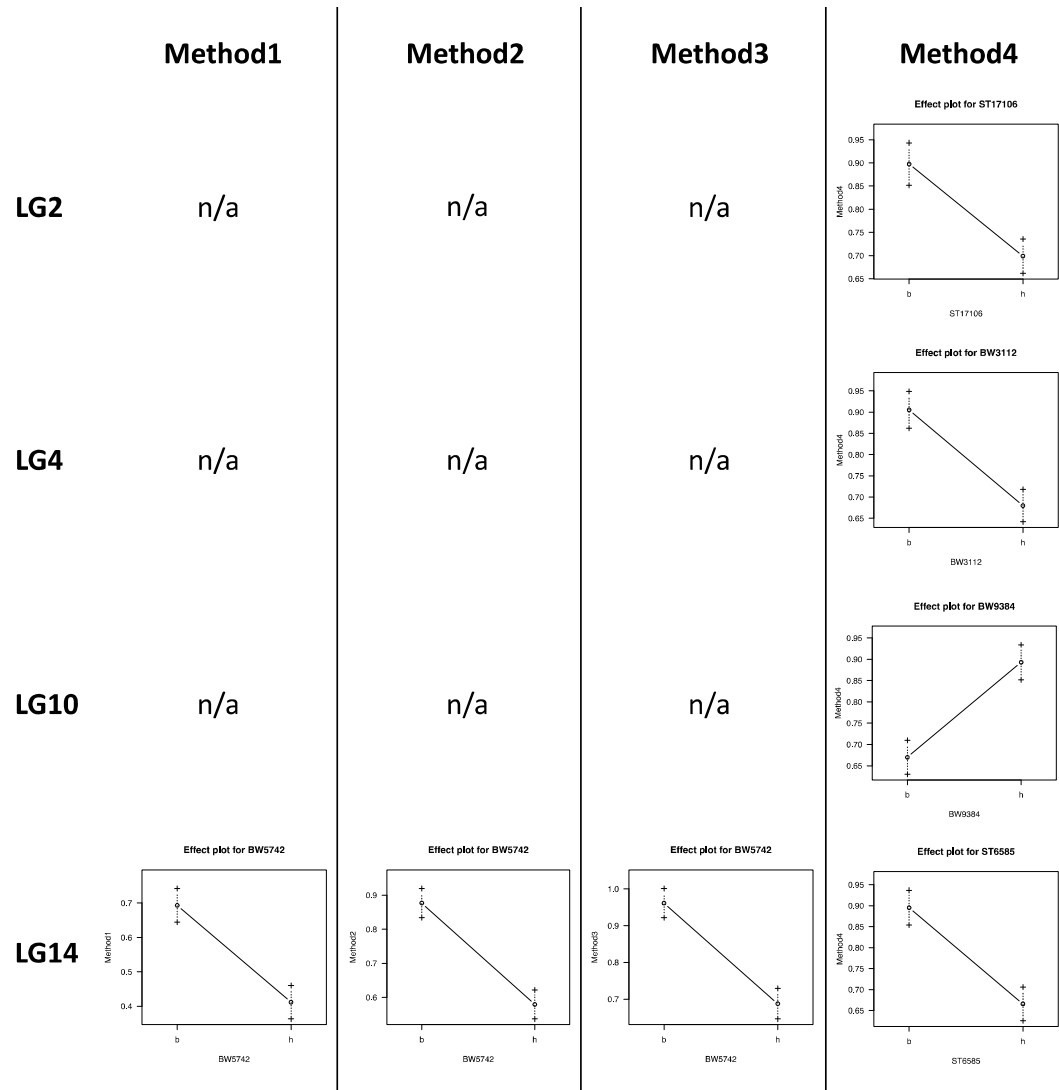 Method1 Method2 Method3 Method4
Effect plot for ST17106
0.95
0.90
0.85
0.80
0.75
0.70
0.65
Method4
b h
ST17106
LG2 n/a n/a n/a
Effect plot for BW3112
0.95
0.90
0.85
0.80
0.75
0.70
0.65
Method4
b h
BW3112
LG4 n/a n/a n/a
Effect plot for BW9384
0.95
0.90
0.85
0.80
0.75
0.70
0.65
Method4
b h
BW9384
LG10 n/a n/a n/a
LG14
Effect plot for BW5742
0.7
0.6
0.5
0.4
Method1
b h
BW5742
Effect plot for BW5742
0.9
0.8
0.7
0.6
Method2
b h
BW5742
Effect plot for BW5742
1.0
0.9
0.8
0.7
Method3
b h
BW5742
Effect plot for ST6585
0.95
0.90
0.85
0.80
0.75
0.70
0.65
Method4
b h
ST6585